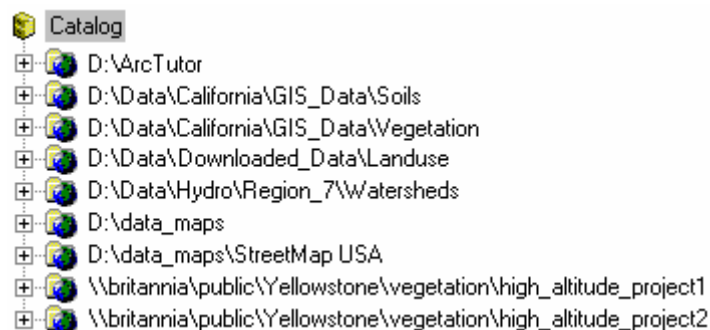 Catalog
D:\ArcTutor
D:\Data\California\GIS_Data\Soils
D:\Data\California\GIS_Data\Vegetation
D:\Data\Downloaded_Data\Landuse
D:\Data\Hydro\Region_7\Watersheds
D:\data_maps
D:\data_maps\StreetMap USA
\\britannia\public\Yellowstone\vegetation\high_altitude_project1
\\britannia\public\Yellowstone\vegetation\high_altitude_project2